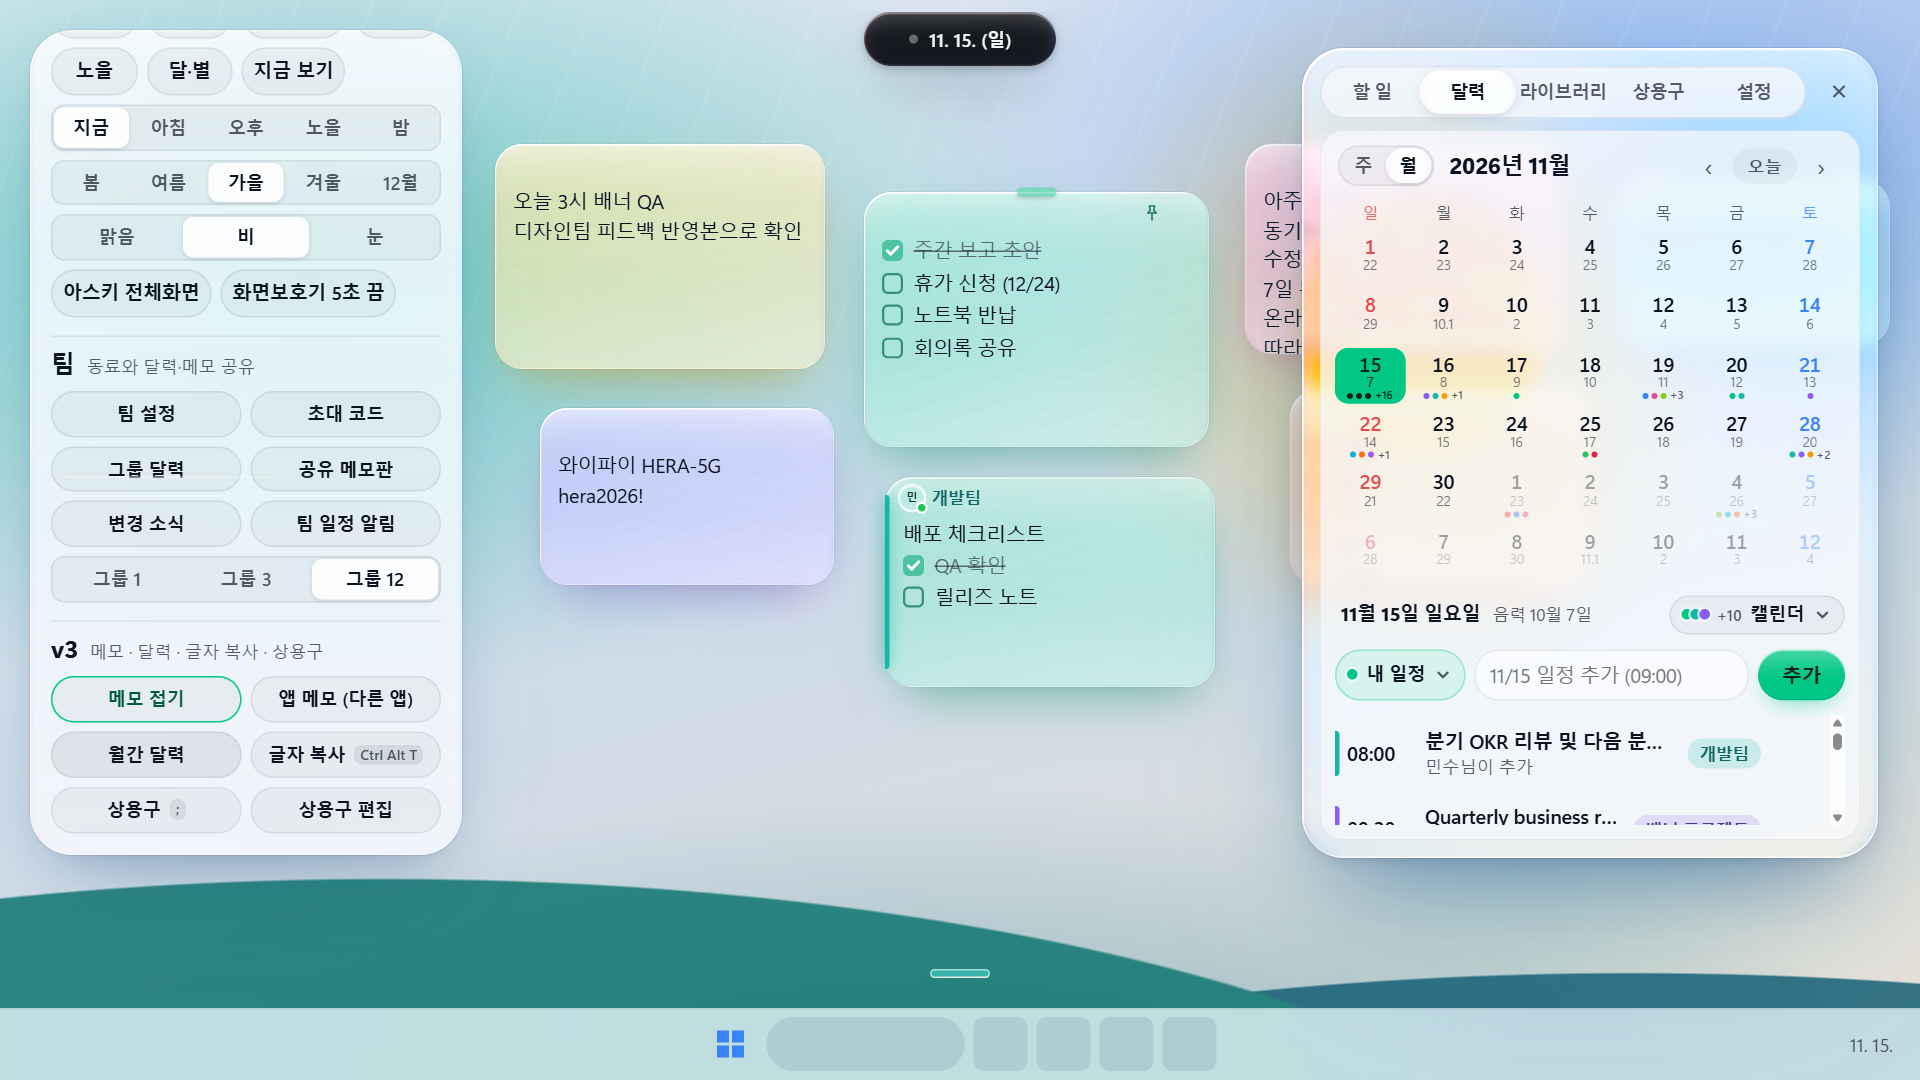 11. 15. (일)
노을 달·별 지금 보기
지금 아침 오후 노을 밤
봄 여름 가을 겨울 12월
맑음 비 눈
아스키 전체화면 화면보호기 5초 끔
팀 동료와 달력·메모 공유
팀 설정 초대 코드
그룹 달력 공유 메모판
변경 소식 팀 일정 알림
그룹 1 그룹 3 그룹 12
v3 메모 · 달력 · 글자 복사 · 상용구
메모 접기 앱 메모 (다른 앱)
월간 달력 글자 복사 Ctrl Alt T
상용구 ; 상용구 편집
오늘 3시 배너 QA
디자인팀 피드백 반영본으로 확인
와이파이 HERA-5G
hera2026!
주간 보고 초안
휴가 신청 (12/24)
노트북 반납
회의록 공유
민 개발팀
배포 체크리스트
QA 확인
릴리즈 노트
아주
동기
수정
7일
온라
따라
할 일 달력 라이브러리 상용구 설정 ×
주 월 2026년 11월 ‹ 오늘 ›
일 월 화 수 목 금 토
1 2 3 4 5 6 7
22 23 24 25 26 27 28
8 9 10 11 12 13 14
29 10.1 2 3 4 5 6
15 16 17 18 19 20 21
7 8 9 10 11 12 13
+16 +1 +3
22 23 24 25 26 27 28
14 15 16 17 18 19 20
+1 +2
29 30 1 2 3 4 5
21 22 23 24 25 26 27
+3
6 7 8 9 10 11 12
28 29 30 11.1 2 3 4
11월 15일 일요일 음력 10월 7일 +10 캘린더
내 일정 11/15 일정 추가 (09:00) 추가
08:00 분기 OKR 리뷰 및 다음 분... 개발팀
민수님이 추가
Quarterly business r...
11. 15.